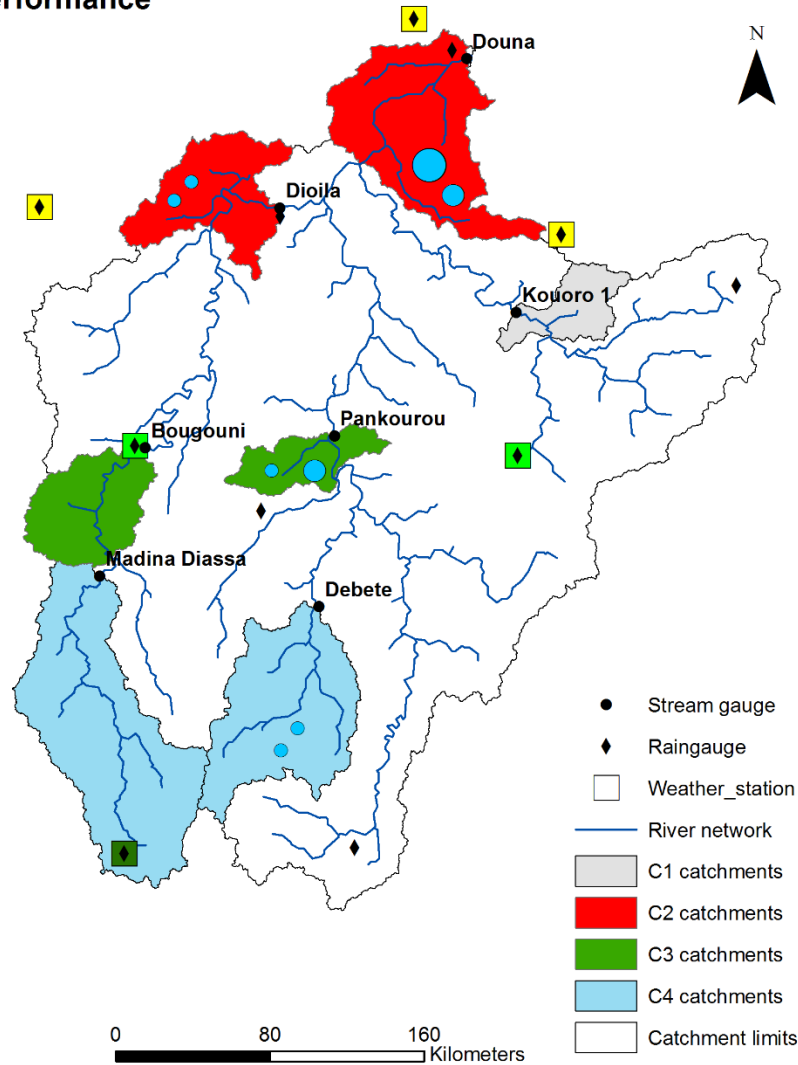 N
Douna
Dioila
Kouoro 1
Pankourou
Bougouni
Madina Diassa
Debete
Stream gauge
Raingauge
Weather_station
River network
C1 catchments
C2 catchments
C3 catchments
C4 catchments
Catchment limits
0 80 160
Kilometers